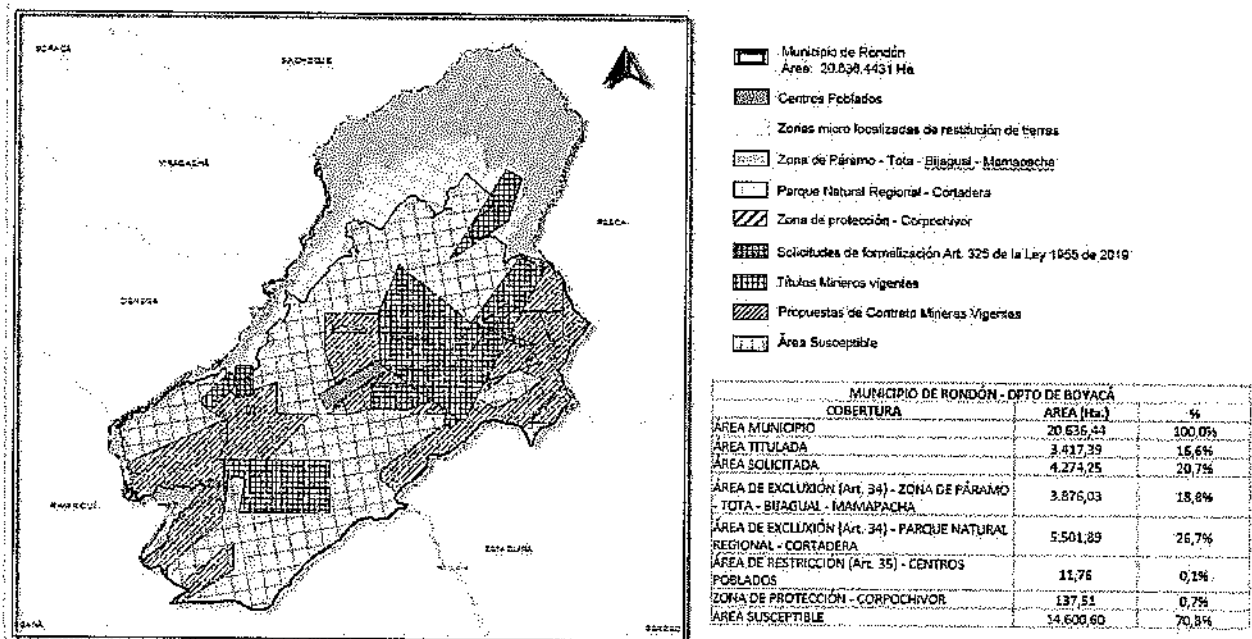 SIACHOQUE
VIRACACHÁ
PESCA
CIÉNEGA
RAMIRIQUÍ
ZETAQUIRA
Municipio de Rondón
Área: 20.636,4431 Ha
Centros Poblados
Zonas micro localizadas de restitución de tierras
Zona de Páramo - Tota - Bijagual - Mamapacha
Parque Natural Regional - Cortadera
Zona de protección - Corpochivor
Solicitudes de formalización Art. 325 de la Ley 1955 de 2019
Títulos Mineros vigentes
Propuestas de Contrato Mineras Vigentes
Área Susceptible
MUNICIPIO DE RONDÓN - DPTO DE BOYACÁ
COBERTURA AREA (Ha.) %
ÁREA MUNICIPIO 20.636,44 100,0%
ÁREA TITULADA 3.417,39 16,6%
ÁREA SOLICITADA 4.274,25 20,7%
ÁREA DE EXCLUXIÓN (Art. 34) - ZONA DE PÁRAMO
- TOTA - BIJAGUAL - MAMAPACHA 3.876,03 18,8%
ÁREA DE EXCLUXIÓN (Art. 34) - PARQUE NATURAL
REGIONAL - CORTADERA 5.501,89 26,7%
ÁREA DE RESTRICCIÓN (Art. 35) - CENTROS
POBLADOS 11,76 0,1%
ZONA DE PROTECCIÓN - CORPOCHIVOR 137,51 0,7%
ÁREA SUSCEPTIBLE 14.600,60 70,8%